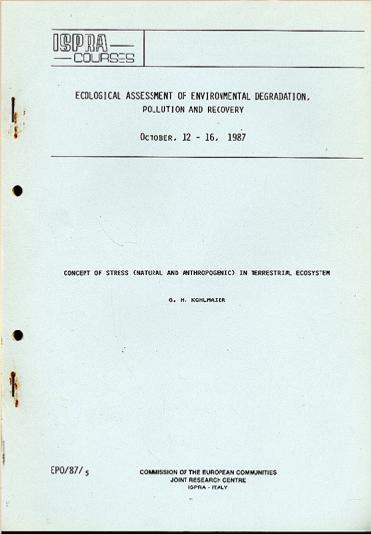 ISPRA
COURSES
ECOLOGICAL ASSESSMENT OF ENVIRONMENTAL DEGRADATION,
POLLUTION AND RECOVERY
OCTOBER, 12 - 16, 1987
CONCEPT OF STRESS (NATURAL AND ANTHROPOGENIC) IN TERRESTRIAL ECOSYSTEM
G. H. KOHLMAIER
EPO/87/5
COMMISSION OF THE EUROPEAN COMMUNITIES
JOINT RESEARCH CENTRE
ISPRA - ITALY